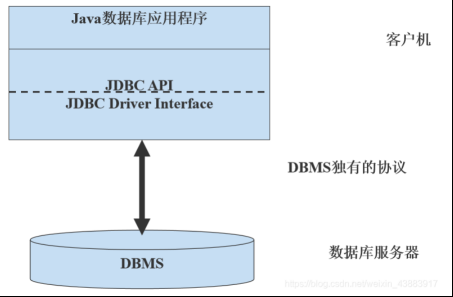 Java数据库应用程序
客户机
JDBC API
JDBC Driver Interface
DBMS独有的协议
数据库服务器
DBMS
https://blog.csdn.net/weixin_43863917